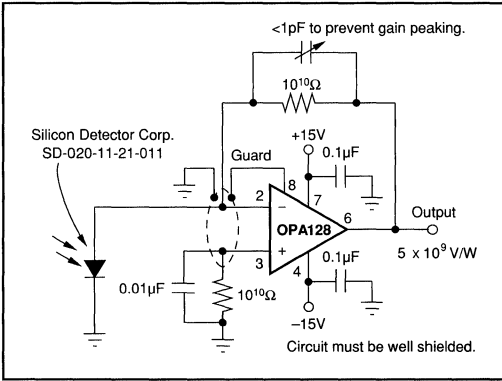 <1pF to prevent gain peaking.
10¹⁰Ω
Silicon Detector Corp.
SD-020-11-21-011
Guard
+15V
0.1µF
2
8
7
−
OPA128
6
Output
+
5 x 10⁹ V/W
3
4
0.1µF
0.01µF
10¹⁰Ω
−15V
Circuit must be well shielded.